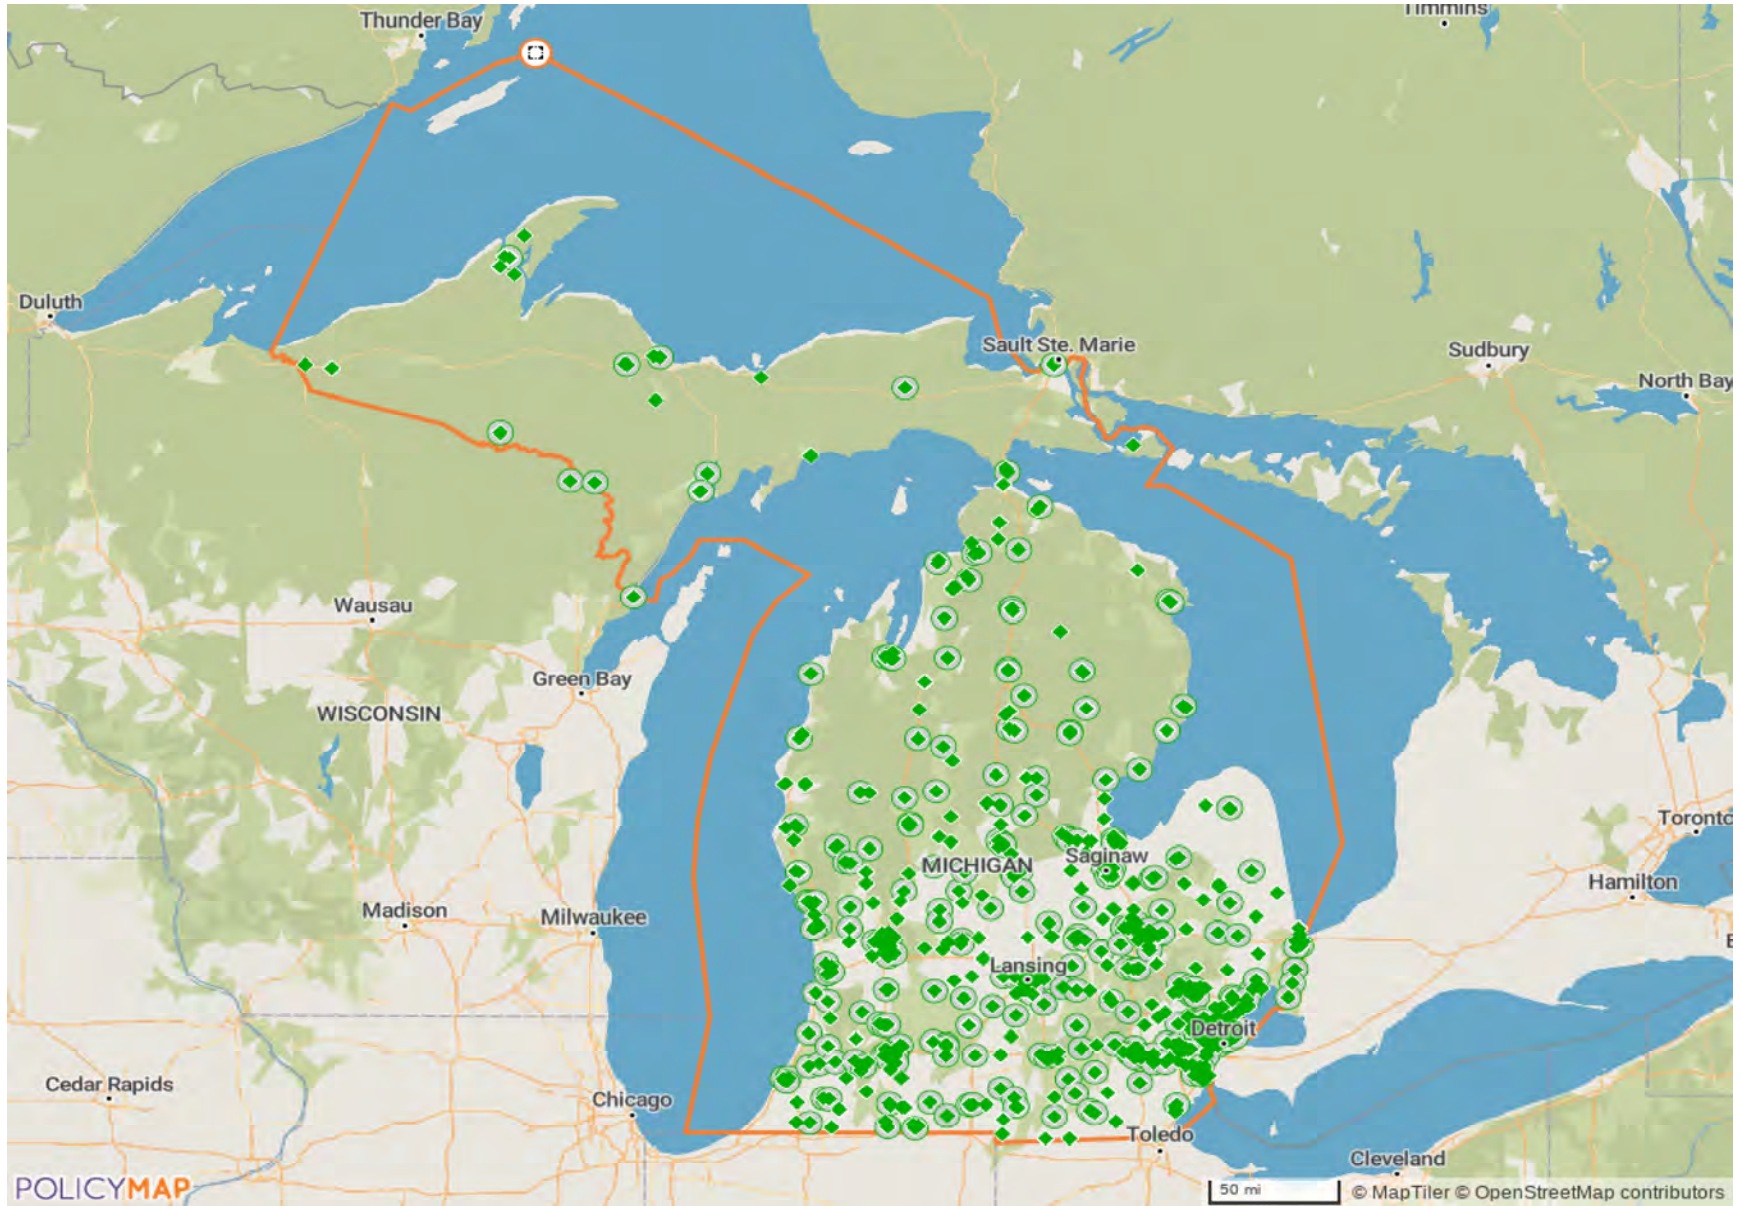 Thunder Bay
Timmins
Duluth
Sault Ste. Marie
Sudbury
North Bay
Wausau
Green Bay
WISCONSIN
Toronto
MICHIGAN
Saginaw
Hamilton
Madison
Milwaukee
Lansing
Detroit
Cedar Rapids
Chicago
Toledo
Cleveland
POLICYMAP
50 mi
© MapTiler © OpenStreetMap contributors